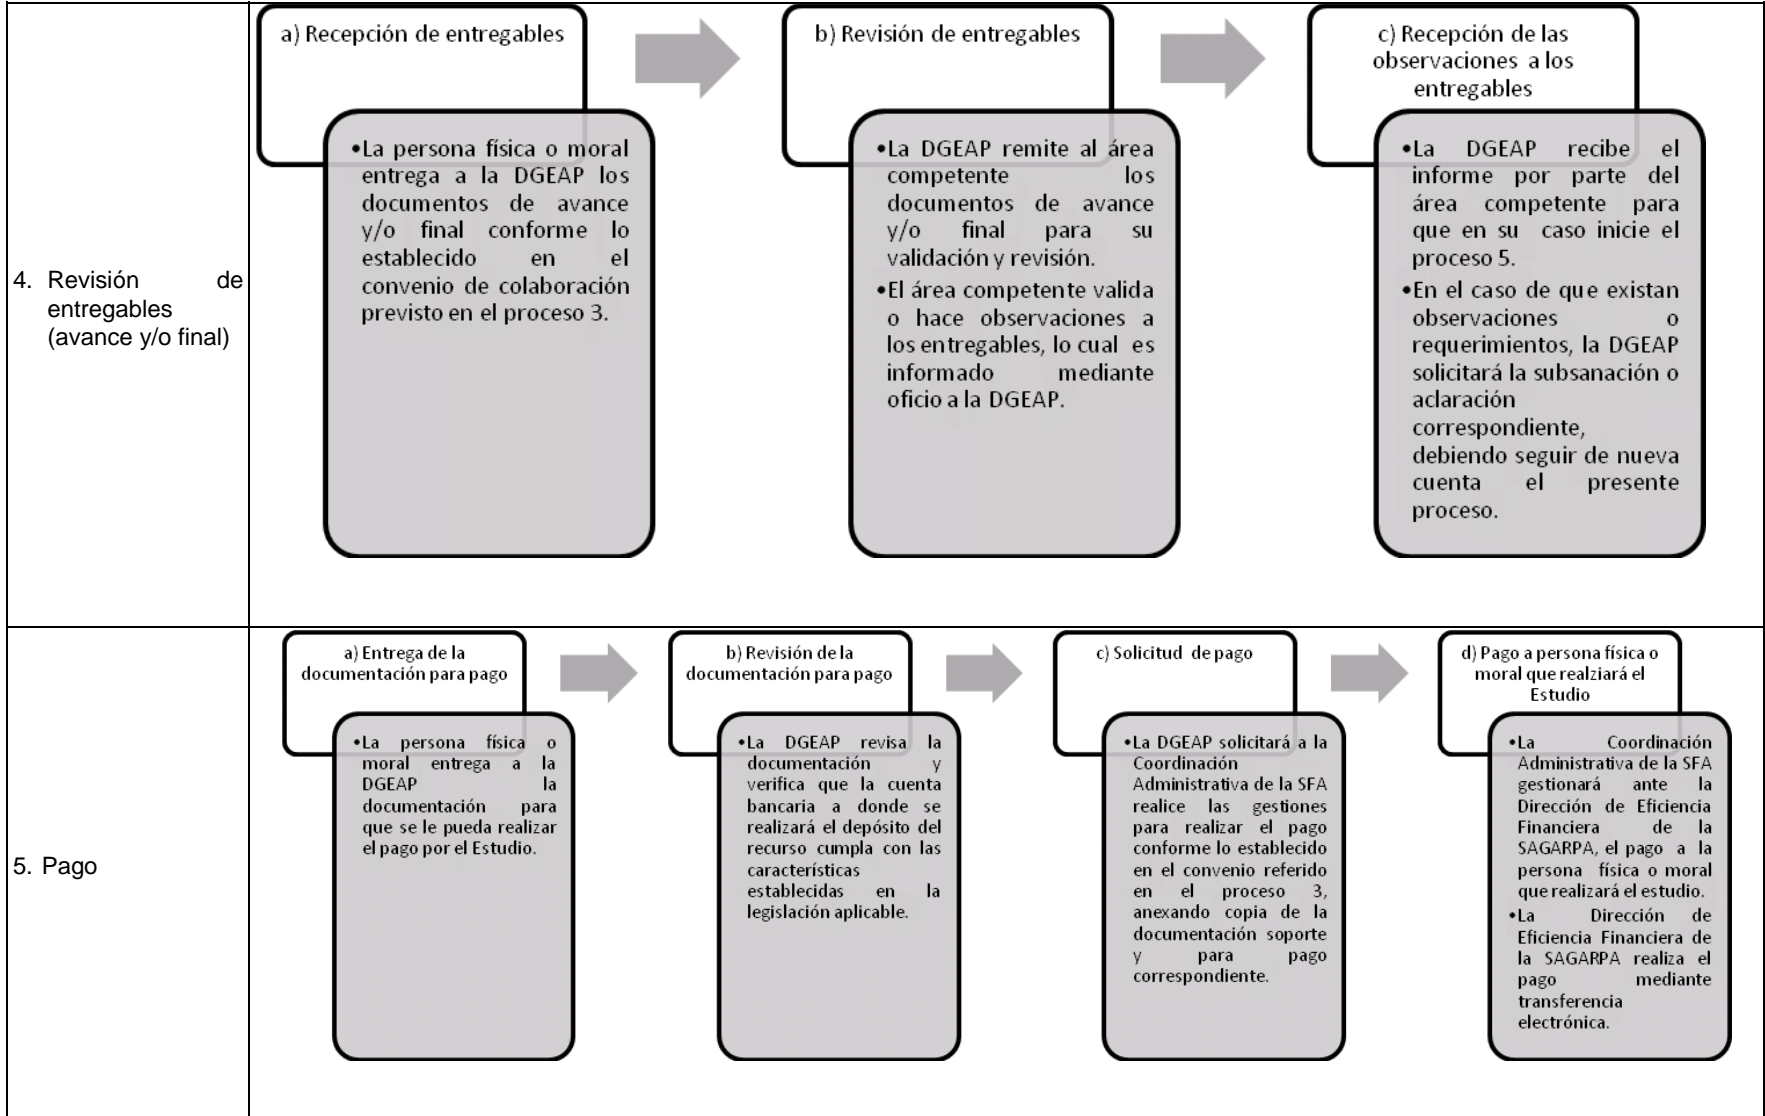 4. Revisión de
entregables
(avance y/o final)
a) Recepción de entregables
•La persona física o moral
entrega a la DGEAP los
documentos de avance
y/o final conforme lo
establecido en el
convenio de colaboración
previsto en el proceso 3.
b) Revisión de entregables
•La DGEAP remite al área
competente los
documentos de avance
y/o final para su
validación y revisión.
•El área competente valida
o hace observaciones a
los entregables, lo cual es
informado mediante
oficio a la DGEAP.
c) Recepción de las
observaciones a los
entregables
•La DGEAP recibe el
informe por parte del
área competente para
que en su caso inicie el
proceso 5.
•En el caso de que existan
observaciones o
requerimientos, la DGEAP
solicitará la subsanación o
aclaración
correspondiente,
debiendo seguir de nueva
cuenta el presente
proceso.
5. Pago
a) Entrega de la
documentación para pago
•La persona física o
moral entrega a la
DGEAP la
documentación para
que se le pueda realizar
el pago por el Estudio.
b) Revisión de la
documentación para pago
•La DGEAP revisa la
documentación y
verifica que la cuenta
bancaria a donde se
realizará el depósito del
recurso cumpla con las
características
establecidas en la
legislación aplicable.
c) Solicitud de pago
•La DGEAP solicitará a la
Coordinación
Administrativa de la SFA
realice las gestiones
para realizar el pago
conforme lo establecido
en el convenio referido
en el proceso 3,
anexando copia de la
documentación soporte
y para pago
correspondiente.
d) Pago a persona física o
moral que realziará el
Estudio
•La Coordinación
Administrativa de la SFA
gestionará ante la
Dirección de Eficiencia
Financiera de la
SAGARPA, el pago a la
persona física o moral
que realizará el estudio.
•La Dirección de
Eficiencia Financiera de
la SAGARPA realiza el
pago mediante
transferencia
electrónica.